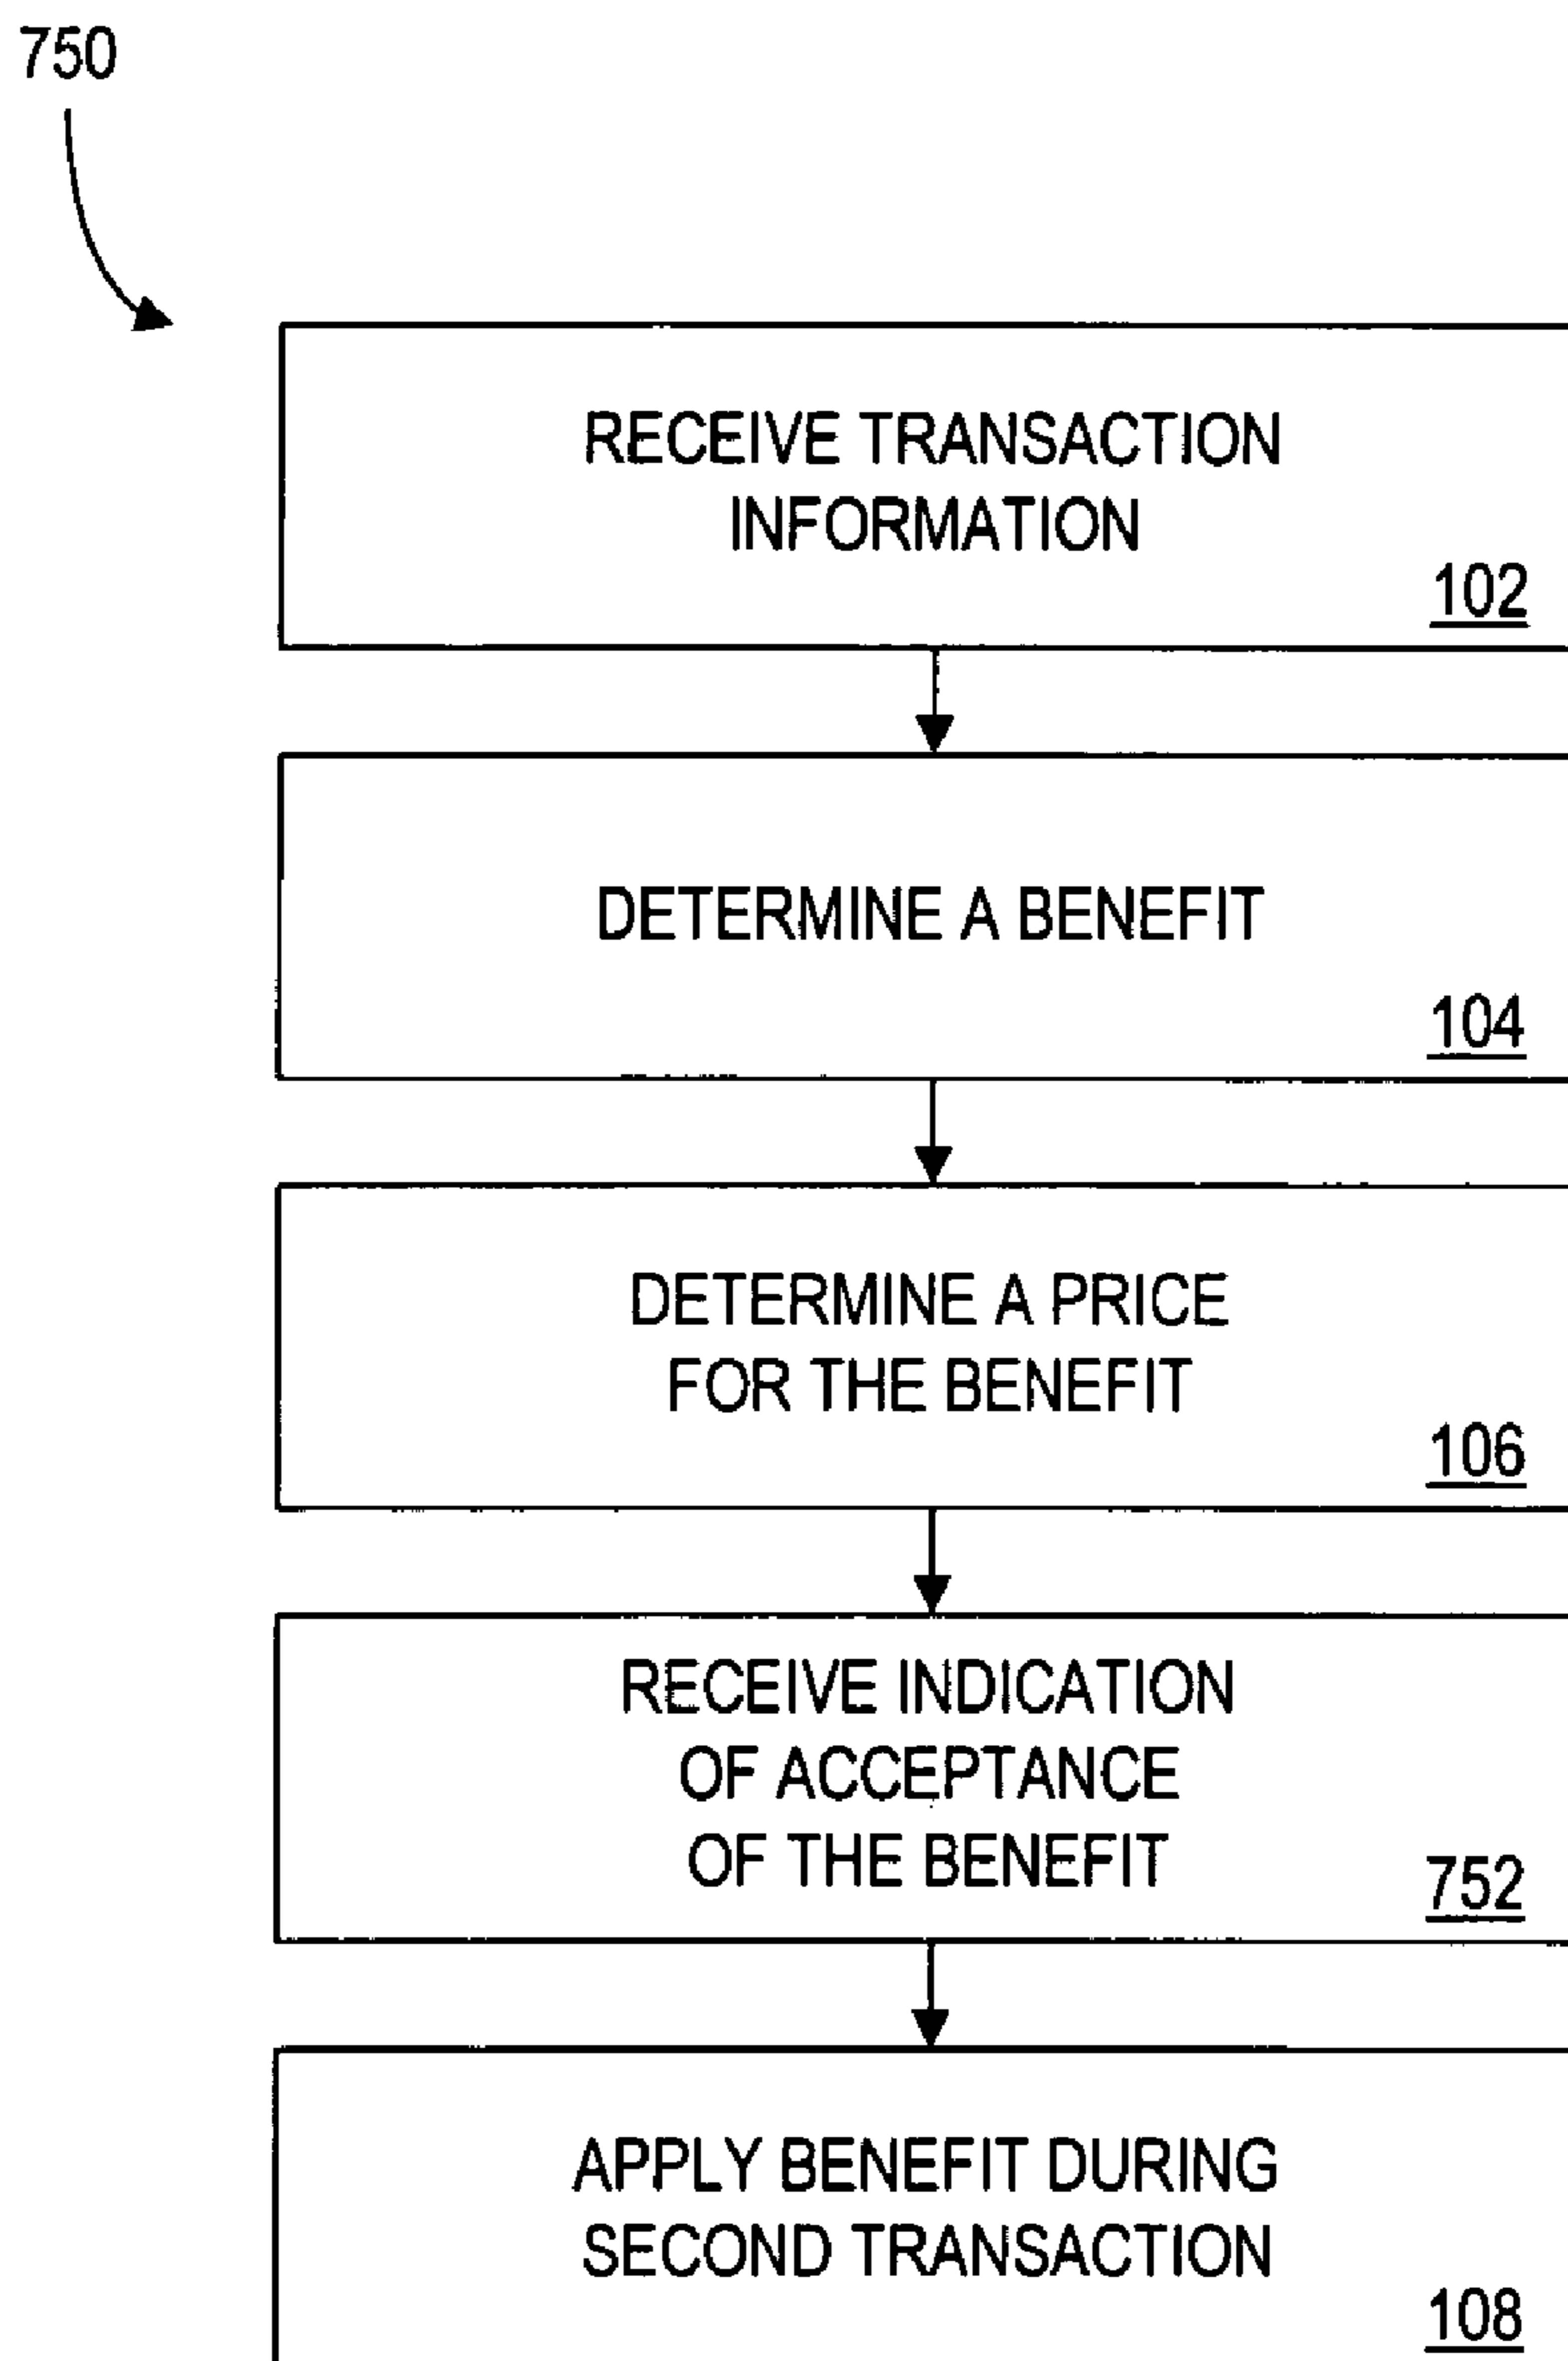 750
RECEIVE TRANSACTION
INFORMATION
102
DETERMINE A BENEFIT
104
DETERMINE A PRICE
FOR THE BENEFIT
106
RECEIVE INDICATION
OF ACCEPTANCE
OF THE BENEFIT
752
APPLY BENEFIT DURING
SECOND TRANSACTION
108